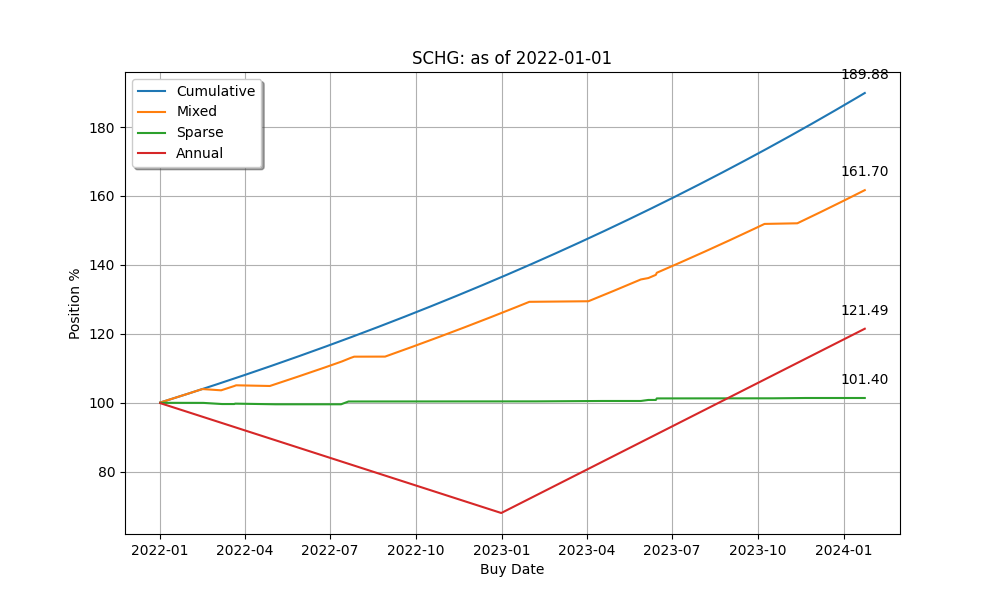 SCHG: as of 2022-01-01
Cumulative
Mixed
Sparse
Annual
189.88
161.70
121.49
101.40
180
160
140
120
100
80
Position %
2022-01 2022-04 2022-07 2022-10 2023-01 2023-04 2023-07 2023-10 2024-01
Buy Date